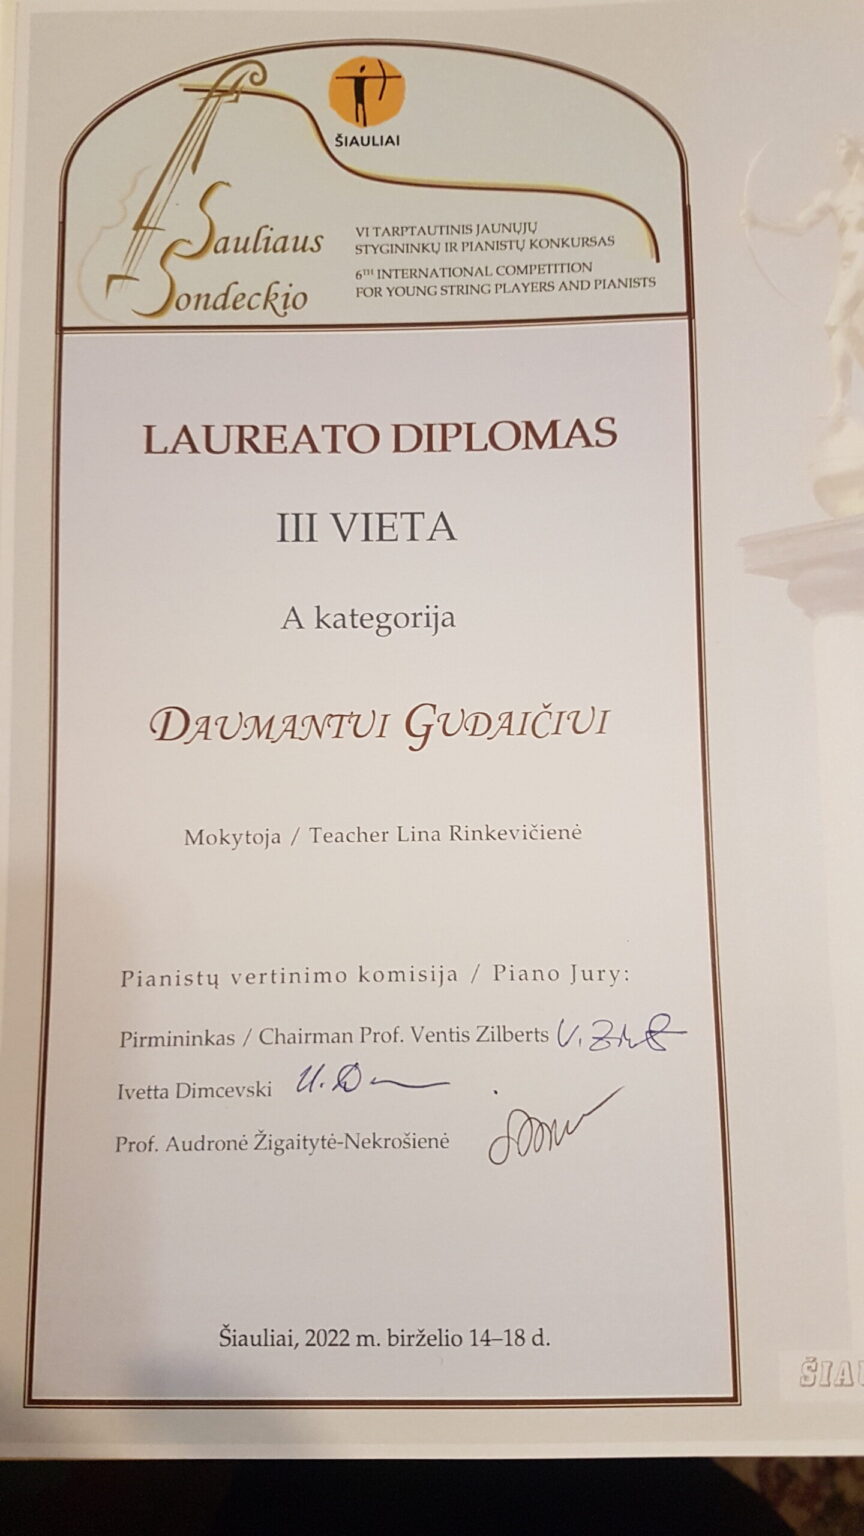 ŠIAULIAI
Sauliaus
Sondeckio
VI TARPTAUTINIS JAUNŲJŲ
STYGININKŲ IR PIANISTŲ KONKURSAS
6TH INTERNATIONAL COMPETITION
FOR YOUNG STRING PLAYERS AND PIANISTS
LAUREATO DIPLOMAS
III VIETA
A kategorija
DAUMANTUI GUDAIČIUI
Mokytoja / Teacher Lina Rinkevičienė
Pianistų vertinimo komisija / Piano Jury:
Pirmininkas / Chairman Prof. Ventis Zilberts
Ivetta Dimcevski
Prof. Audronė Žigaitytė-Nekrošienė
Šiauliai, 2022 m. birželio 14–18 d.